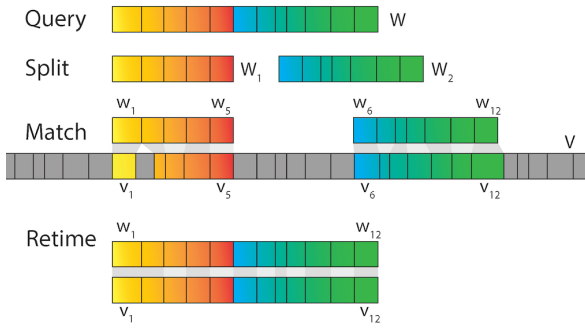 Query W
Split W1 W2
w1 w5 w6 w12
Match V
v1 v5 v6 v12
w1 w12
Retime
v1 v12